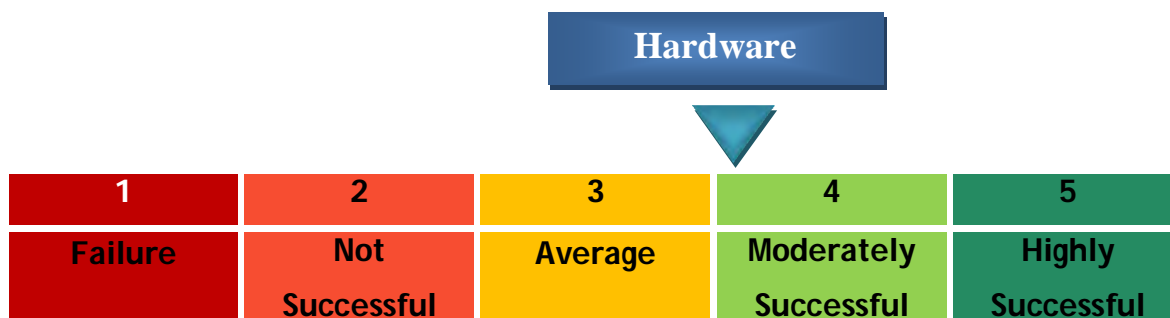 Hardware
1 2 3 4 5
Failure Not Average Moderately Highly
Successful Successful Successful